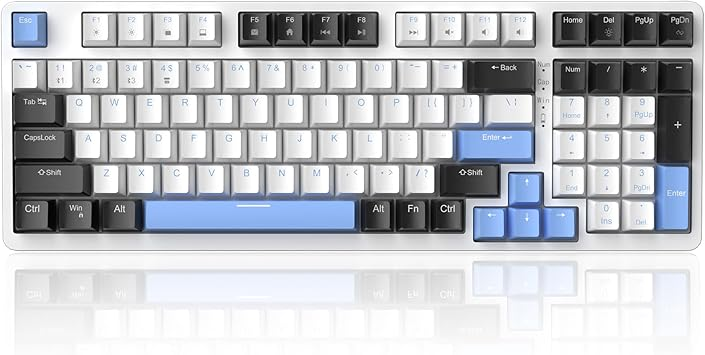 Esc F1 F2 F3 F4 F5 F6 F7 F8 F9 F10 F11 F12 Home Del PgUp PgDn
~ ` 1 ! 2 @ 3 # 4 $ 5 % 6 ^ 7 & 8 * 9 ( 0 ) - _ = + ← Back Num / * −
1 2 3
Num
Cap
Win
Tab Q W E R T Y U I O P [ { ] } \ | 7 8 9 +
Home ↑ PgUp
CapsLock A S D F G H J K L ; : ' " Enter 4 5 6
← →
Shift Z X C V B N M , < . > / ? Shift ↑ 1 2 3 Enter
End ↓ PgDn
Ctrl Win Alt Alt Fn Ctrl ← ↓ → 0 .
Ins Del